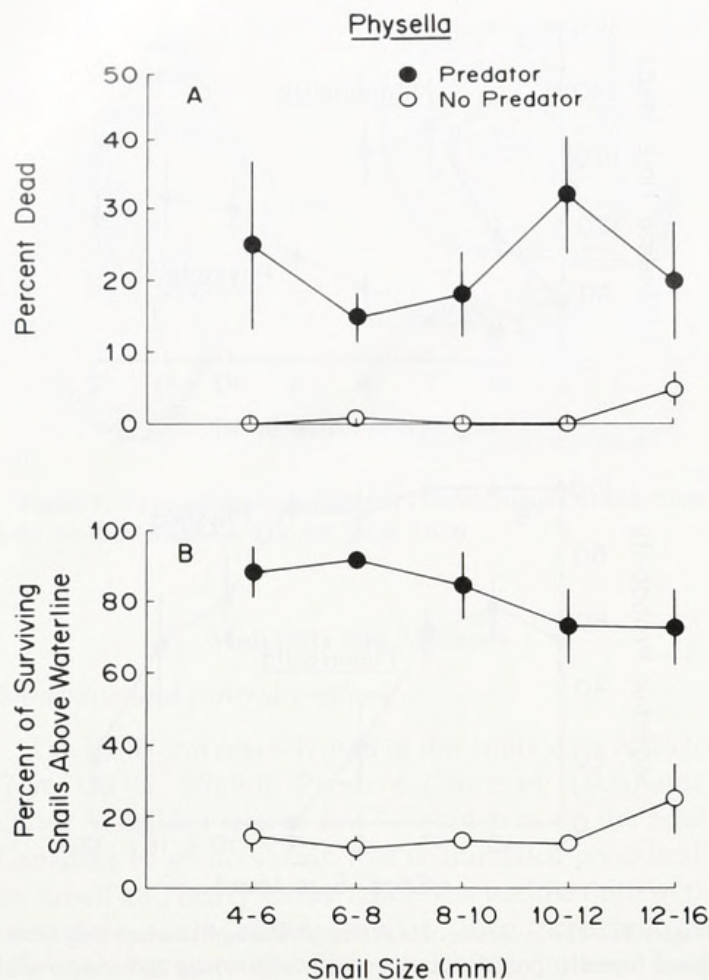 Physella
Predator
No Predator
A
50
40
30
20
10
0
Percent Dead
B
100
80
60
40
20
0
Percent of Surviving
Snails Above Waterline
4-6
6-8
8-10
10-12
12-16
Snail Size (mm)